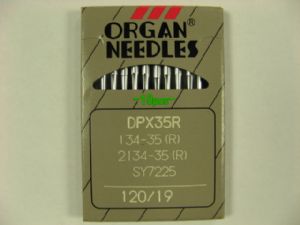 ORGAN®
NEEDLES
DPX35R
134-35 (R)
2134-35 (R)
SY7225
120/19